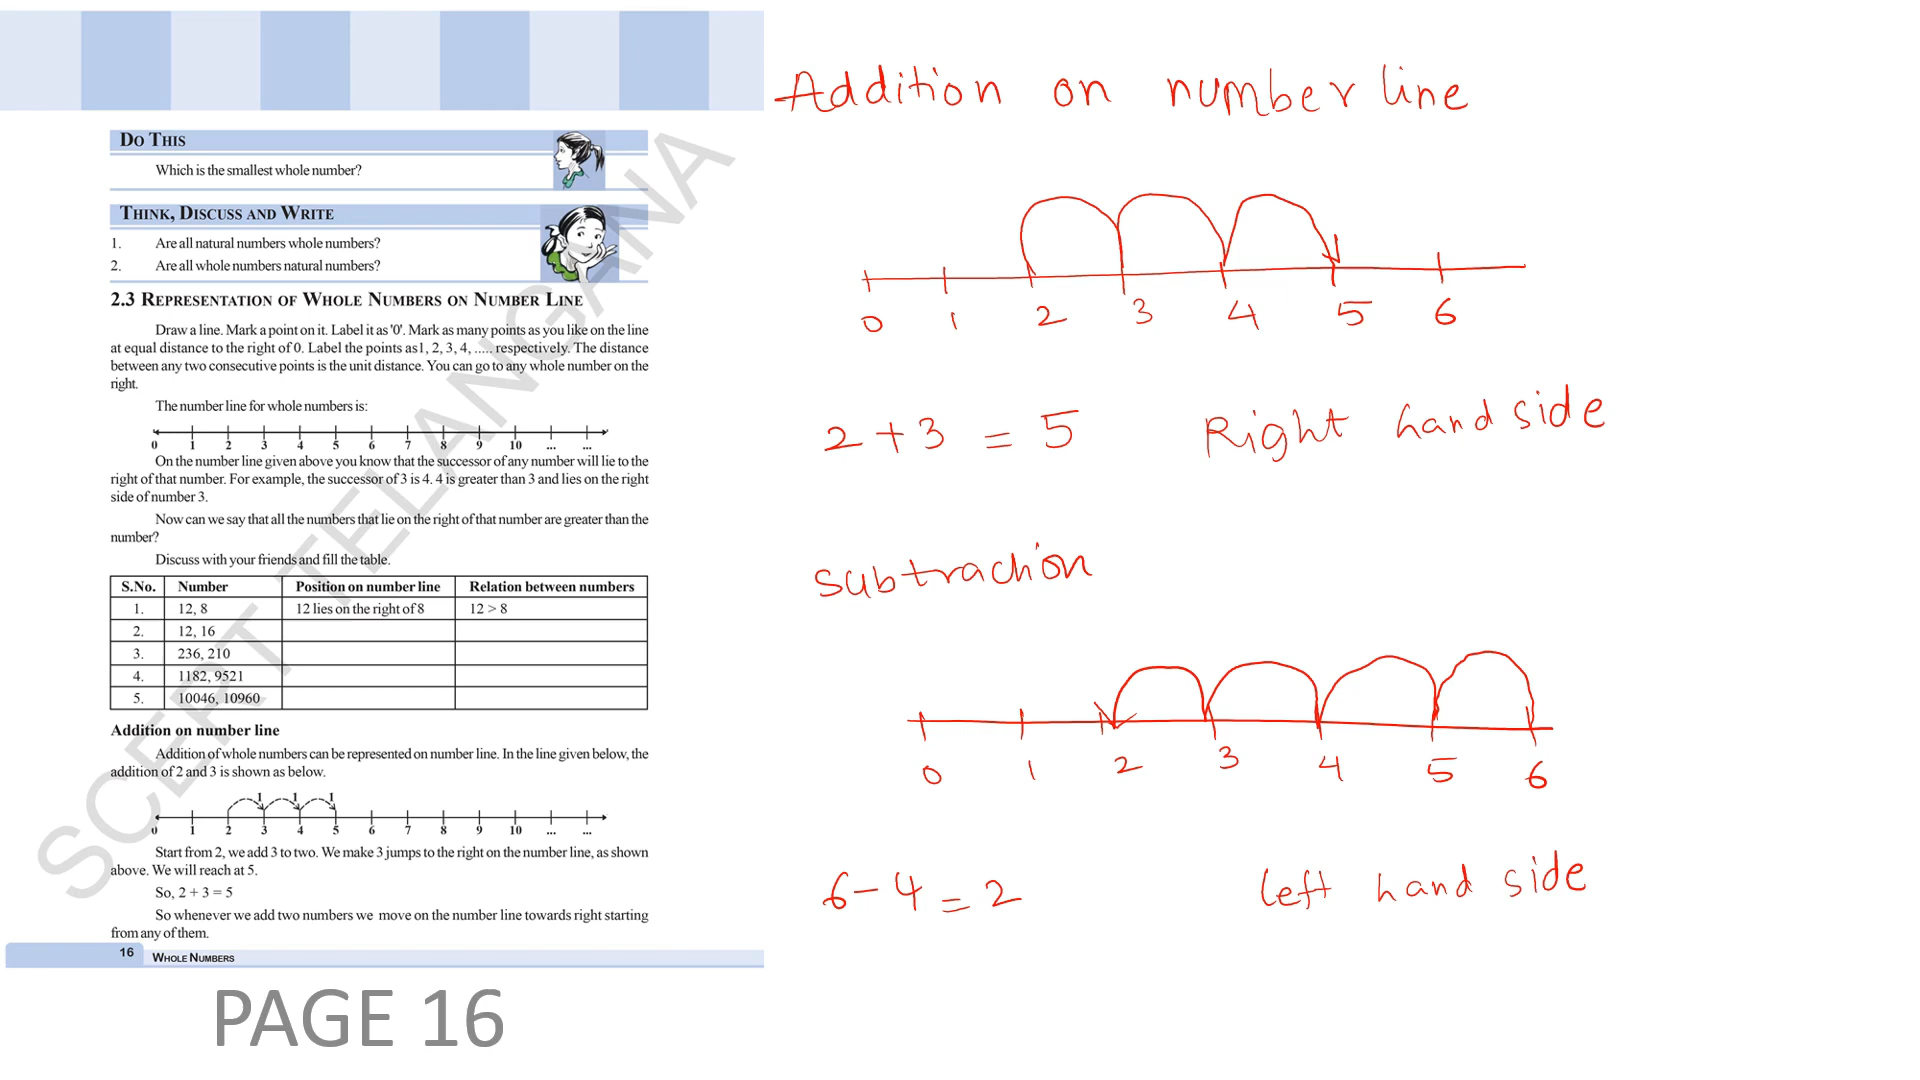 DO THIS
Which is the smallest whole number?
THINK, DISCUSS AND WRITE
1. Are all natural numbers whole numbers?
2. Are all whole numbers natural numbers?
2.3 REPRESENTATION OF WHOLE NUMBERS ON NUMBER LINE
Draw a line. Mark a point on it. Label it as '0'. Mark as many points as you like on the line
at equal distance to the right of 0. Label the points as1, 2, 3, 4, ..... respectively. The distance
between any two consecutive points is the unit distance. You can go to any whole number on the
right.
The number line for whole numbers is:
0 1 2 3 4 5 6 7 8 9 10 ... ...
On the number line given above you know that the successor of any number will lie to the
right of that number. For example, the successor of 3 is 4. 4 is greater than 3 and lies on the right
side of number 3.
Now can we say that all the numbers that lie on the right of that number are greater than the
number?
Discuss with your friends and fill the table.
S.No. Number Position on number line Relation between numbers
1. 12, 8 12 lies on the right of 8 12 > 8
2. 12, 16
3. 236, 210
4. 1182, 9521
5. 10046, 10960
Addition on number line
Addition of whole numbers can be represented on number line. In the line given below, the
addition of 2 and 3 is shown as below.
1 1 1
0 1 2 3 4 5 6 7 8 9 10 ... ...
Start from 2, we add 3 to two. We make 3 jumps to the right on the number line, as shown
above. We will reach at 5.
So, 2 + 3 = 5
So whenever we add two numbers we move on the number line towards right starting
from any of them.
16 WHOLE NUMBERS
SCERT TELANGANA
PAGE 16
Addition on number line
0 1 2 3 4 5 6
2 + 3 = 5 Right hand side
subtraction
0 1 2 3 4 5 6
6 - 4 = 2 left hand side